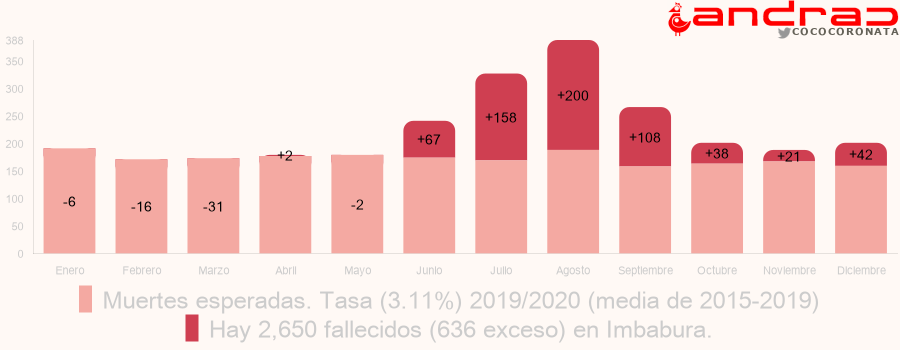 andrac
COCOCORONATA
388
350
300
250
200
150
100
50
0
+67
+158
+200
+108
+38
+21
+42
-6
-16
-31
+2
-2
Enero
Febrero
Marzo
Abril
Mayo
Junio
Julio
Agosto
Septiembre
Octubre
Noviembre
Diciembre
Muertes esperadas. Tasa (3.11%) 2019/2020 (media de 2015-2019)
Hay 2,650 fallecidos (636 exceso) en Imbabura.